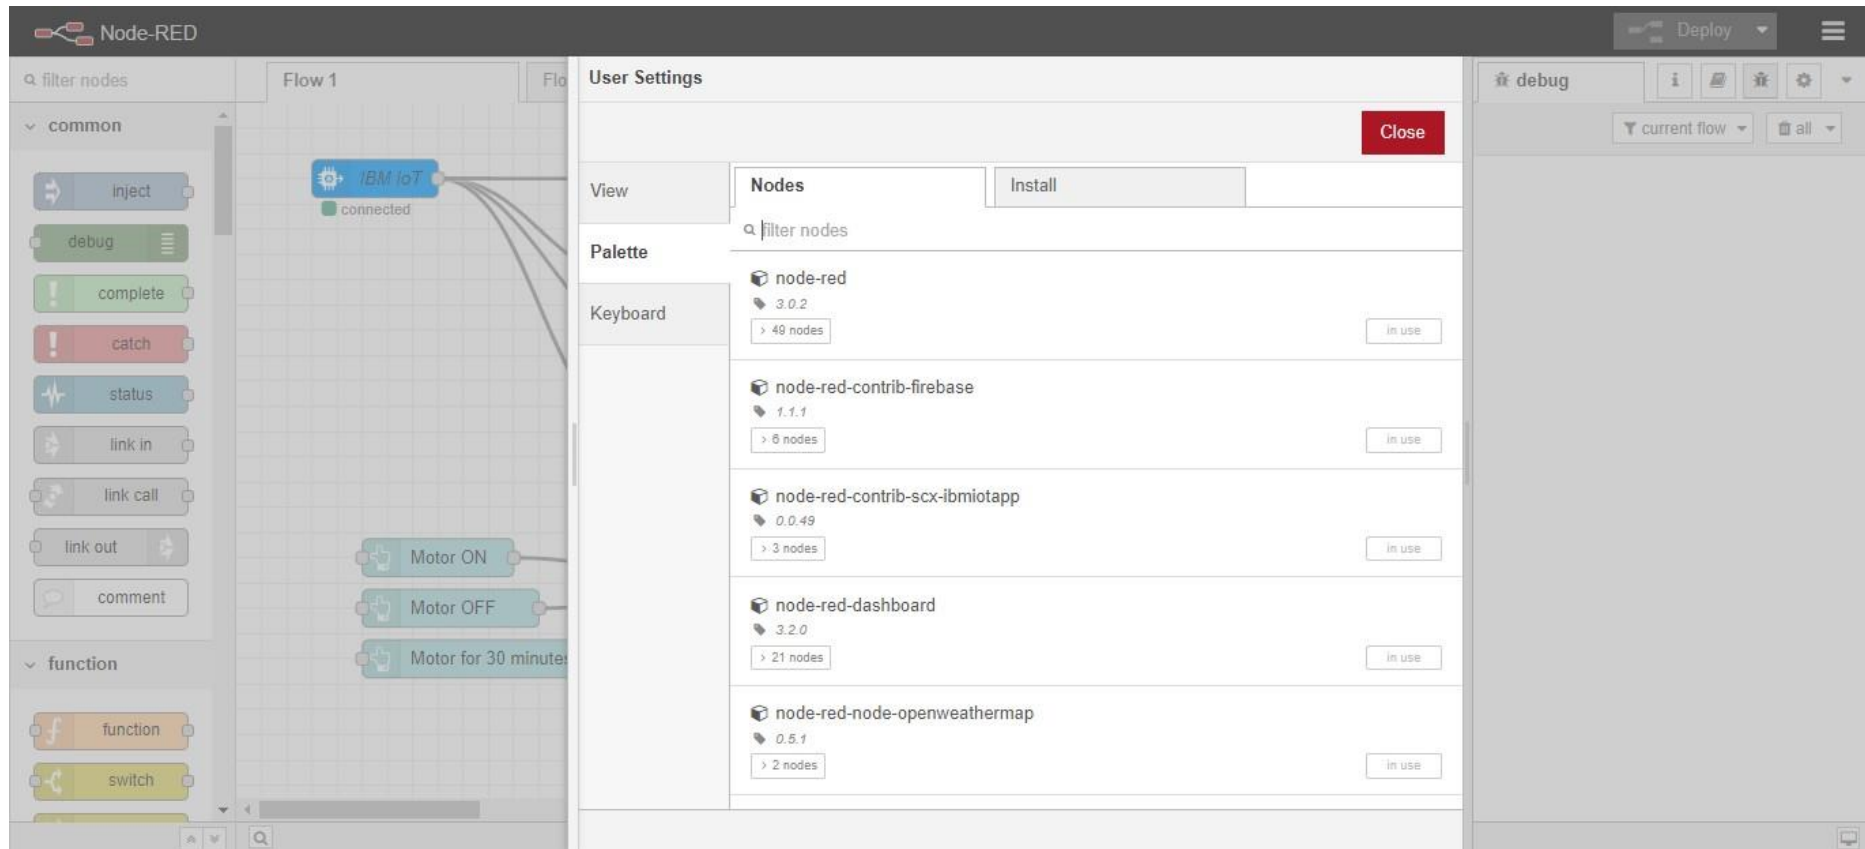 Node-RED
Deploy
filter nodes
common
inject
debug
complete
catch
status
link in
link call
link out
comment
function
function
switch
Flow 1
Flo
IBM IoT
connected
Motor ON
Motor OFF
Motor for 30 minutes
User Settings
Close
View
Palette
Keyboard
Nodes
Install
filter nodes
node-red
3.0.2
49 nodes
in use
node-red-contrib-firebase
1.1.1
6 nodes
in use
node-red-contrib-scx-ibmiotapp
0.0.49
3 nodes
in use
node-red-dashboard
3.2.0
21 nodes
in use
node-red-node-openweathermap
0.5.1
2 nodes
in use
debug
i
current flow
all